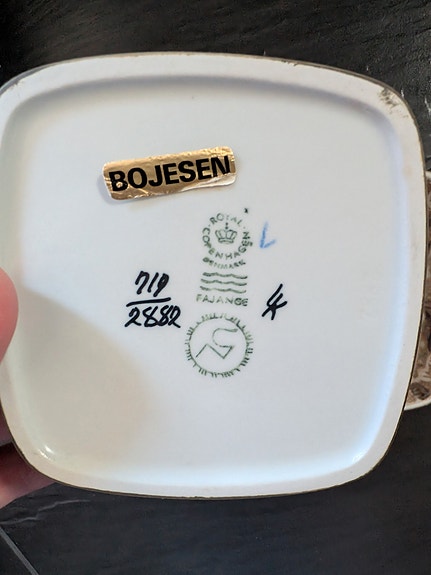 BOJESEN
ROYAL
COPENHAGEN
DENMARK
FAJANCE
719
2882
L